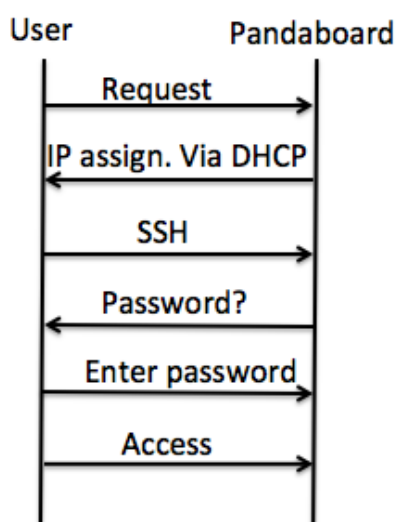 User
Pandaboard
Request
IP assign. Via DHCP
SSH
Password?
Enter password
Access